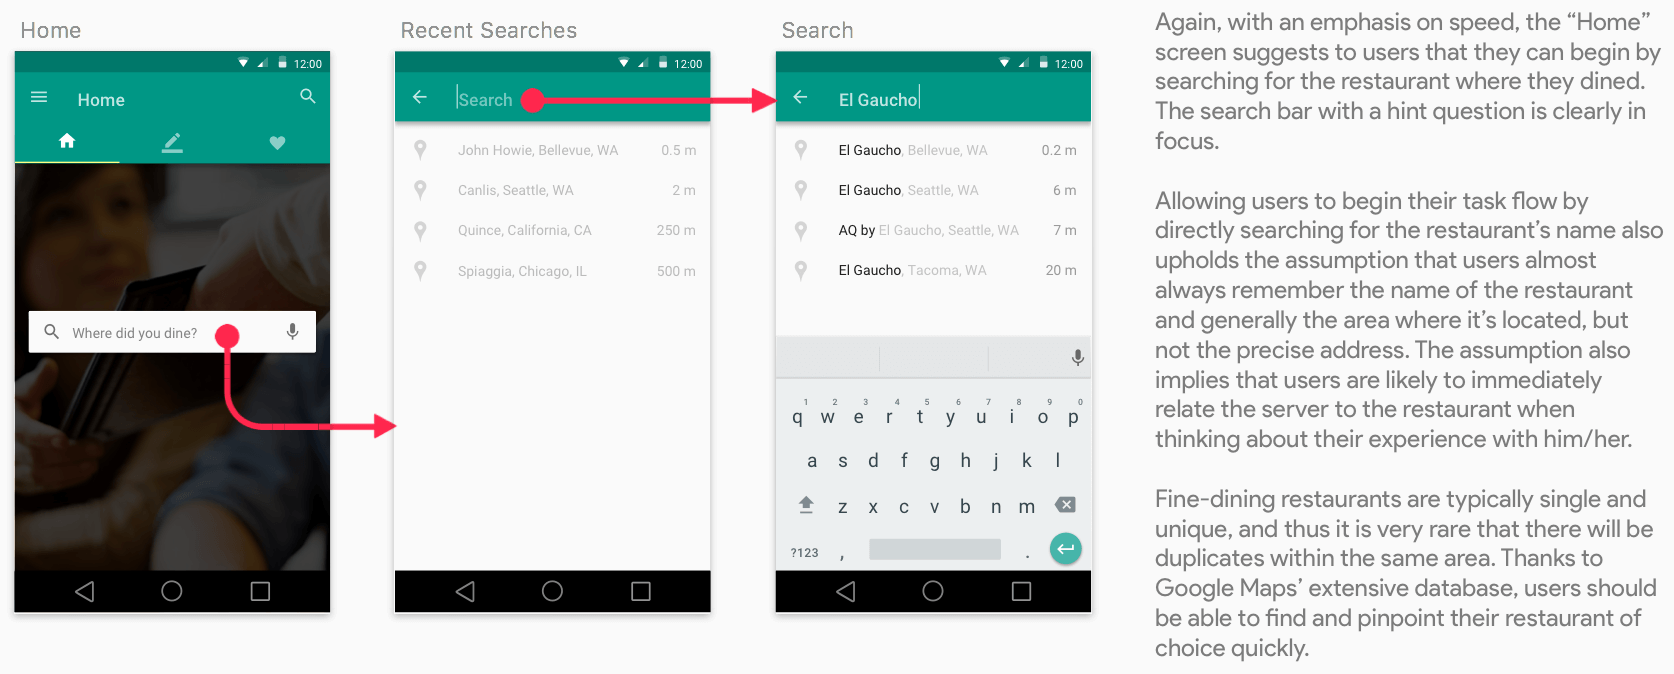 Home
12:00
Home
Where did you dine?
Recent Searches
12:00
Search
John Howie, Bellevue, WA 0.5 m
Canlis, Seattle, WA 2 m
Quince, California, CA 250 m
Spiaggia, Chicago, IL 500 m
Search
12:00
El Gaucho
El Gaucho, Bellevue, WA 0.2 m
El Gaucho, Seattle, WA 6 m
AQ by El Gaucho, Seattle, WA 7 m
El Gaucho, Tacoma, WA 20 m
1 2 3 4 5 6 7 8 9 0
q w e r t y u i o p
a s d f g h j k l
z x c v b n m
?123 , .
Again, with an emphasis on speed, the “Home”
screen suggests to users that they can begin by
searching for the restaurant where they dined.
The search bar with a hint question is clearly in
focus.
Allowing users to begin their task flow by
directly searching for the restaurant’s name also
upholds the assumption that users almost
always remember the name of the restaurant
and generally the area where it’s located, but
not the precise address. The assumption also
implies that users are likely to immediately
relate the server to the restaurant when
thinking about their experience with him/her.
Fine-dining restaurants are typically single and
unique, and thus it is very rare that there will be
duplicates within the same area. Thanks to
Google Maps’ extensive database, users should
be able to find and pinpoint their restaurant of
choice quickly.